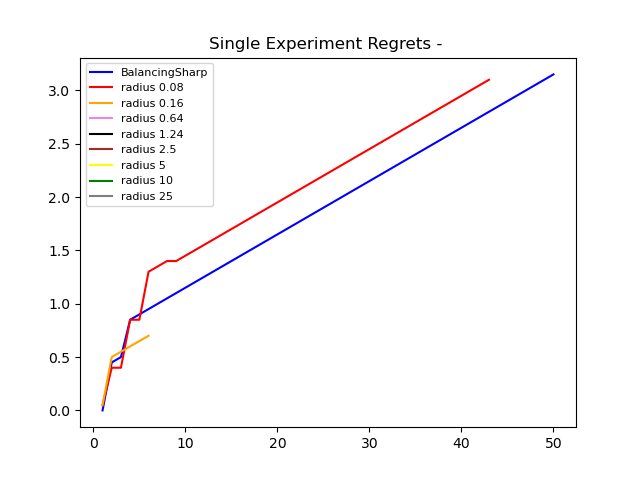 Single Experiment Regrets -
BalancingSharp
radius 0.08
radius 0.16
radius 0.64
radius 1.24
radius 2.5
radius 5
radius 10
radius 25
3.0
2.5
2.0
1.5
1.0
0.5
0.0
0 10 20 30 40 50